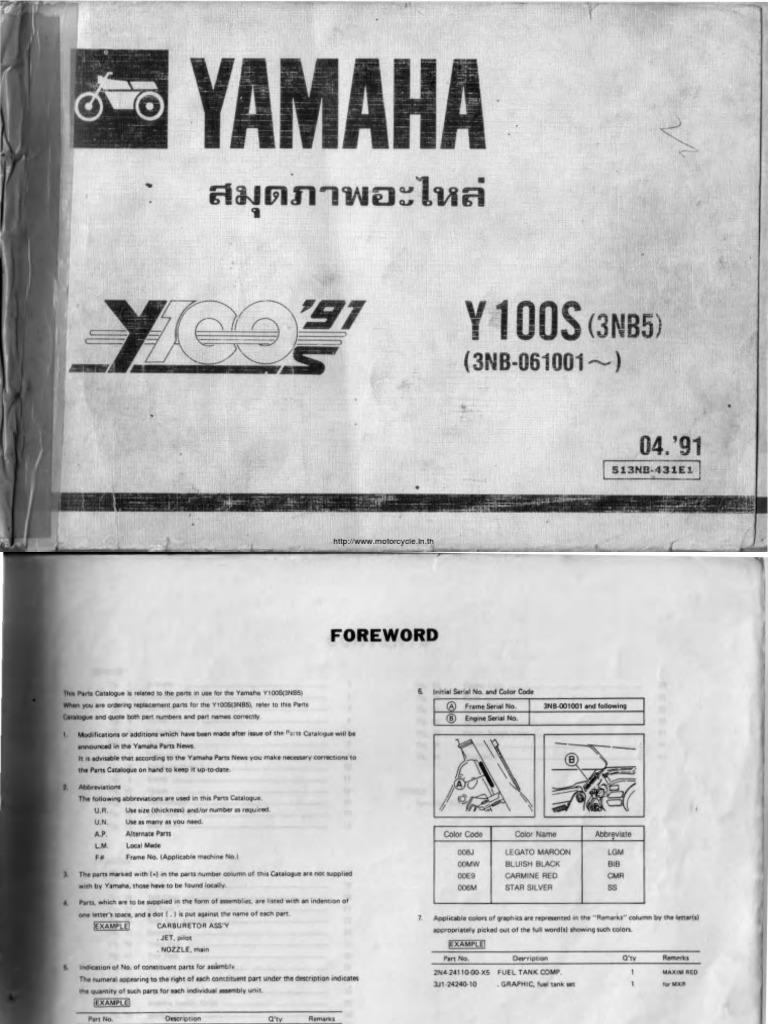 YAMAHA
สมุดภาพอะไหล่
Y100S '91
Y100S (3NB5)
(3NB-061001～)
04.'91
513NB-431E1
http://www.motorcycle.in.th
FOREWORD
This Parts Catalogue is related to the parts in use for the Yamaha Y100S(3NB5)
When you are ordering replacement parts for the Y100S(3NB5), refer to this Parts
Catalogue and quote both part numbers and part names correctly.
1. Modifications or additions which have been made after issue of the Parts Catalogue will be
announced in the Yamaha Parts News.
It is advisable that according to the Yamaha Parts News you make necessary corrections to
the Parts Catalogue on hand to keep it up-to-date.
2. Abbreviations
The following abbreviations are used in this Parts Catalogue.
U.R. Use size (thickness) and/or number as required.
U.N. Use as many as you need.
A.P. Alternate Parts
L.M. Local Made
F# Frame No. (Applicable machine No.)
3. The parts marked with (*) in the parts number column of this Catalogue are not supplied
with by Yamaha, those have to be found locally.
4. Parts, which are to be supplied in the form of assemblies, are listed with an indention of
one letter's space, and a dot ( . ) is put against the name of each part.
EXAMPLE CARBURETOR ASS'Y
. JET, pilot
. NOZZLE, main
5. Indication of No. of constituent parts for assembly
The numeral appearing to the right of each constituent part under the description indicates
the quantity of such parts for each individual assembly unit.
EXAMPLE
Part No. Description Q'ty Remarks
6. Initial Serial No. and Color Code
A Frame Serial No. 3NB-001001 and following
B Engine Serial No.
A
B
Color Code Color Name Abbreviate
008J LEGATO MAROON LGM
00MW BLUISH BLACK BlB
00E9 CARMINE RED CMR
006M STAR SILVER SS
7. Applicable colors of graphics are represented in the "Remarks" column by the letter(s)
appropriately picked out of the full word(s) showing such colors.
EXAMPLE
Part No. Description Q'ty Remarks
2N4-24110-00-X5 FUEL TANK COMP. 1 MAXIM RED
3J1-24240-10 . GRAPHIC, fuel tank set 1 for MXR